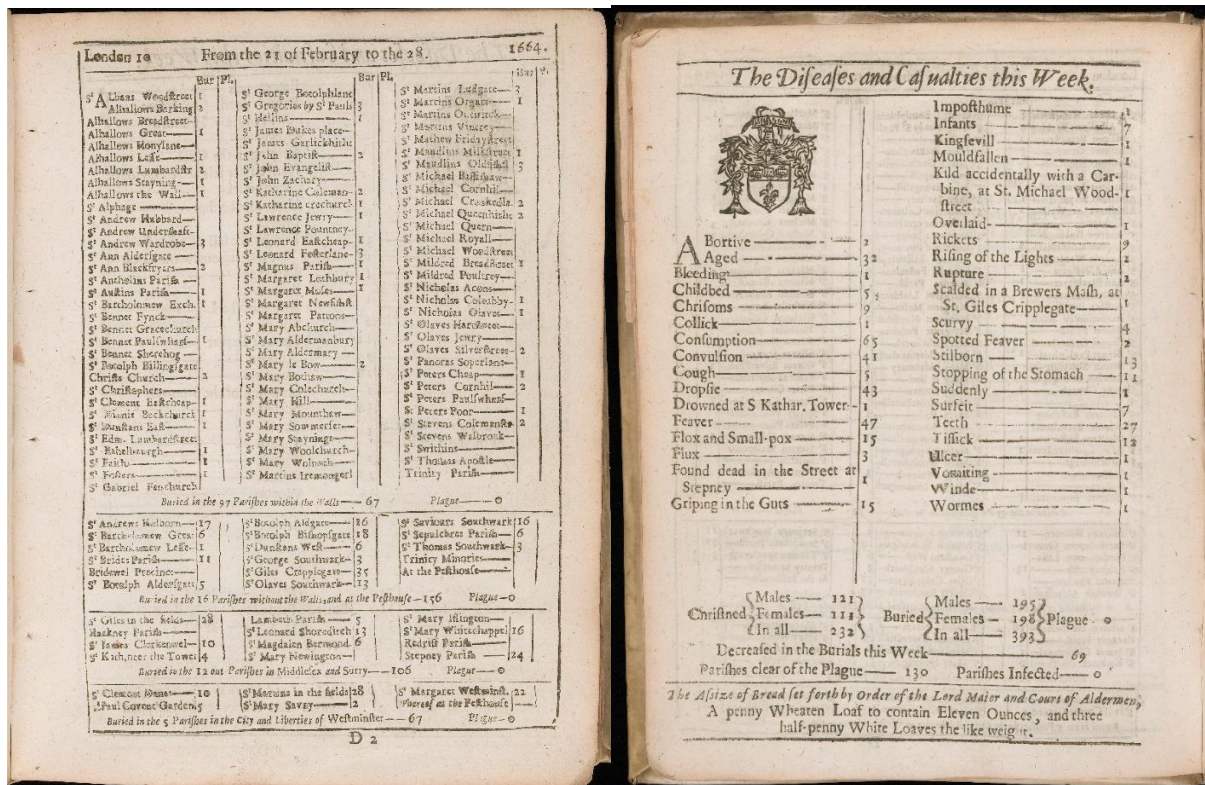 London 10 From the 21 of February to the 28. 1664.
Bur Pl.
St ALbans Woodstreet 1
Alhallows Barking 2
Alhallows Breadstreet
Alhallows Great 1
Alhallows Honylane
Alhallows Lesse 1
Alhallows Lumbardstr 2
Alhallows Stayning 1
Alhallows the Wall 1
St Alphage
St Andrew Hubbard
St Andrew Undershaft
St Andrew Wardrobe 3
St Ann Aldersgate
St Ann Blackfryers 2
St Antholins Parish
St Austins Parish 1
St Bartholomew Exch. 1
St Bennet Fynck
St Bennet Gracechurch
St Bennet Paulswharf 1
St Bennet Sherehog
St Botolph Billingsgate
Christs Church 2
St Christophers
St Clement Eastcheap 1
St Dionis Backchurch 1
St Dunstans East 1
St Edm. Lumbardstreet
St Ethelburgh 1
St Faith 1
St Fosters 1
St Gabriel Fenchurch
Bur Pl.
St George Botolphlane
St Gregories by St Pauls 3
St Hellins 1
St James Dukes place
St James Garlickhithe
St John Baptist 2
St John Evangelist
St John Zachary
St Katharine Coleman 2
St Katharine crechurch 1
St Lawrence Jewry 1
St Lawrence Pountney
St Leonard Eastcheap 1
St Leonard Fosterlane 3
St Magnus Parish 1
St Margaret Lothbury 1
St Margaret Moses 1
St Margaret Newfishst.
St Margaret Pattons
St Mary Abchurch
St Mary Aldermanbury
St Mary Aldermary
St Mary le Bow 2
St Mary Bothaw
St Mary Colechurch
St Mary Hill
St Mary Mounthaw
St Mary Sommerset
St Mary Staynings
St Mary Woolchurch
St Mary Wolnoth
St Martins Iremongerl
Bur
St Martins Ludgate 3
St Martins Orgars 1
St Martins Outwitch
St Martins Vintrey
St Mathew Fridaystreet
St Maudlins Milkstreet 1
St Maudlins Oldfishst 3
St Michael Bassishaw
St Michael Cornhil
St Michael Crookedla. 2
St Michael Queenhithe 2
St Michael Quern
St Michael Royall
St Michael Woodstreet
St Mildred Breadstreet 1
St Mildred Poultrey
St Nicholas Acons
St Nicholas Coleabby 1
St Nicholas Olaves 1
St Olaves Hartstreet
St Olaves Jewry
St Olaves Silverstreet 2
St Pancras Soperlane
St Peters Cheap 1
St Peters Cornhil 2
St Peters Paulswharf
St Peters Poor 1
St Stevens Colemanstr 2
St Stevens Walbrook
St Swithins
St Thomas Apostle
Trinity Parish
Buried in the 97 Parishes within the Walls 67 Plague 0
St Andrews Holborn 17
St Bartholomew Great 6
St Bartholomew Lesse 1
St Brides Parish 11
Bridewel Precinct
St Botolph Aldersgate 5
St Botolph Aldgate 16
St Botolph Bishopsgate 18
St Dunstans West 6
St George Southwark 3
St Giles Cripplegate 35
St Olaves Southwark 13
St Saviours Southwark 16
St Sepulchres Parish 6
St Thomas Southwark 3
Trinity Minories
At the Pesthouse
Buried in the 16 Parishes without the Walls, and at the Pesthouse 156 Plague 0
St Giles in the fields 28
Hackney Parish
St James Clerkenwel 10
St Kath. neer the Tower 4
Lambeth Parish 5
St Leonard Shoreditch 13
St Magdalen Bermond. 6
St Mary Newington
St Mary Islington
St Mary Whitechappel 16
Redriff Parish
Stepney Parish 24
Buried in the 12 out Parishes in Middlesex and Surry 106 Plague 0
St Clement Danes 10
St Paul Covent Garden 5
St Martins in the fields 28
St Mary Savoy 2
St Margaret Westminst. 22
Whereof at the Pesthouse
Buried in the 5 Parishes in the City and Liberties of Westminster 67 Plague 0
D 2
The Diseases and Casualties this Week.
ABortive 2
Aged 32
Bleeding 1
Childbed 5
Chrisoms 9
Collick 1
Consumption 65
Convulsion 41
Cough 5
Dropsie 43
Drowned at S Kathar. Tower 1
Feaver 47
Flox and Small-pox 15
Flux 3
Found dead in the Street at
Stepney 1
Griping in the Guts 15
Imposthume 1
Infants 7
Kingsevill 1
Mouldfallen 1
Kild accidentally with a Car-
bine, at St. Michael Wood- 1
street
Overlaid 1
Rickets 9
Rising of the Lights 2
Rupture 2
Scalded in a Brewers Mash, at
St. Giles Cripplegate 1
Scurvy 4
Spotted Feaver 2
Stilborn 13
Stopping of the Stomach 11
Suddenly 1
Surfeit 7
Teeth 27
Tissick 12
Ulcer 1
Vomiting 1
Winde 1
Wormes 1
Christned Males 121 Females 111 In all 232
Buried Males 195 Females 198 In all 393 Plague 0
Decreased in the Burials this Week 69
Parishes clear of the Plague 130 Parishes Infected 0
The Assize of Bread set forth by Order of the Lord Maior and Court of Aldermen,
A penny Wheaten Loaf to contain Eleven Ounces, and three
half-penny White Loaves the like weight.